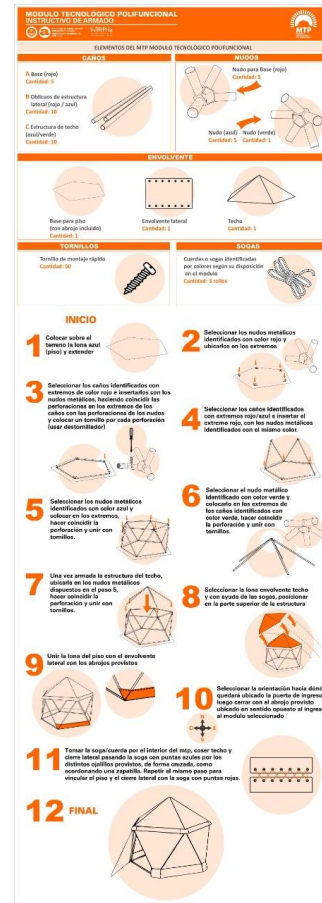 MODULO TECNOLÓGICO POLIFUNCIONAL
INSTRUCTIVO DE ARMADO
MTP
ELEMENTOS DEL MTP MODULO TECNOLÓGICO POLIFUNCIONAL
CAÑOS
A Base (rojo)
Cantidad: 5
B Oblicuos de estructura
lateral (rojo / azul)
Cantidad: 10
C Estructura de techo
(azul/verde)
Cantidad: 10
NUDOS
Nudo para Base (rojo)
Cantidad: 5
Nudo (azul)
Cantidad: 5
Nudo (verde)
Cantidad: 1
ENVOLVENTE
Base para piso
(con abrojo incluido)
Cantidad: 1
Envolvente lateral
Cantidad: 1
Techo
Cantidad: 1
TORNILLOS
Tornillo de montaje rápido
Cantidad: 50
SOGAS
Cuerdas o sogas identificadas
por colores según su disposición
en el modulo
Cantidad: 3 rollos
INICIO
1 Colocar sobre el
terreno la lona azul
(piso) y extender
2 Seleccionar los nudos metálicos
identificados con color rojo y
ubicarlos en los extremos
3 Seleccionar los caños identificados con
extremos de color rojo e insertarlos con los
nudos metálicos, haciendo coincidir las
perforaciones en los extremos de los
caños con las perforaciones de los nudos
y colocar un tornillo por cada perforación
(usar destornillador)
4 Seleccionar los caños identificados
con extremos rojo/azul e insertar el
extremo rojo, con los nudos metálicos
identificados con el mismo color.
5 Seleccionar los nudos metálicos
identificados con color azul y
colocar en los extremos,
hacer coincidir la
perforación y unir con
tornillos.
6 Seleccionar el nudo metálico
identificado con color verde y
colocarlo en los extremos de
los caños identificados con
color verde, hacer coincidir
la perforación y unir con
tornillos.
7 Una vez armada la estructura del techo,
ubicarla en los nudos metálicos
dispuestos en el paso 5,
hacer coincidir la
perforación y unir con
tornillos.
8 Seleccionar la lona envolvente techo
y con ayuda de las sogas, posicionar
en la parte superior de la estructura
9 Unir la lona del piso con el envolvente
lateral con los abrojos provistos
10 Seleccionar la orientación hacia dónde
quedará ubicado la puerta de ingreso
luego cerrar con el abrojo provisto
ubicado en sentido opuesto al ingreso
al modulo seleccionado
11 Tomar la soga/cuerda por el interior del mtp, coser techo y
cierre lateral pasando la soga con puntas azules por los
distintos ojalillos provistos, de forma cruzada, como
acordonando una zapatilla. Repetir el mismo paso para
vincular el piso y el cierre lateral con la soga con puntas rojas.
12 FINAL